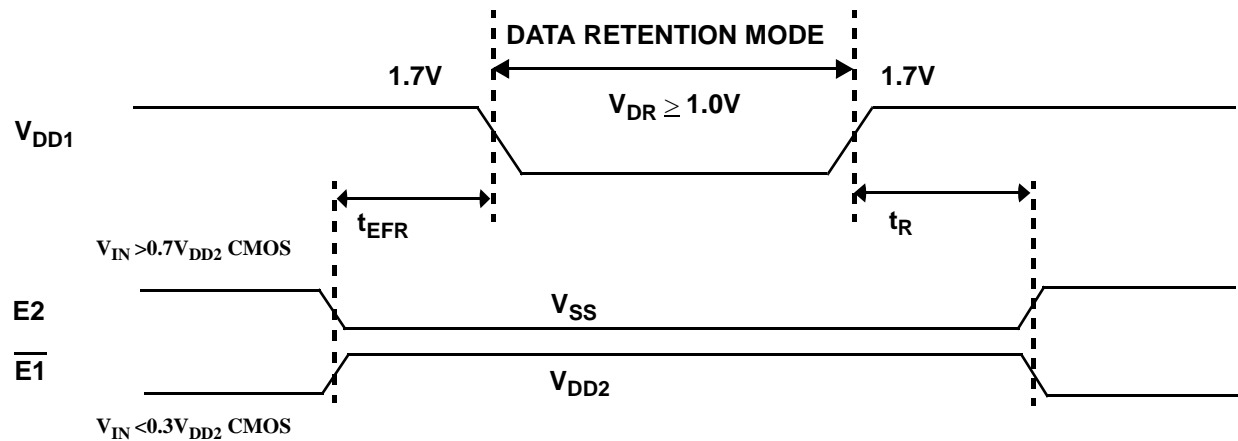 DATA RETENTION MODE
1.7V
1.7V
VDR ≥ 1.0V
VDD1
tEFR
tR
VIN >0.7VDD2 CMOS
E2
VSS
E1
VDD2
VIN <0.3VDD2 CMOS